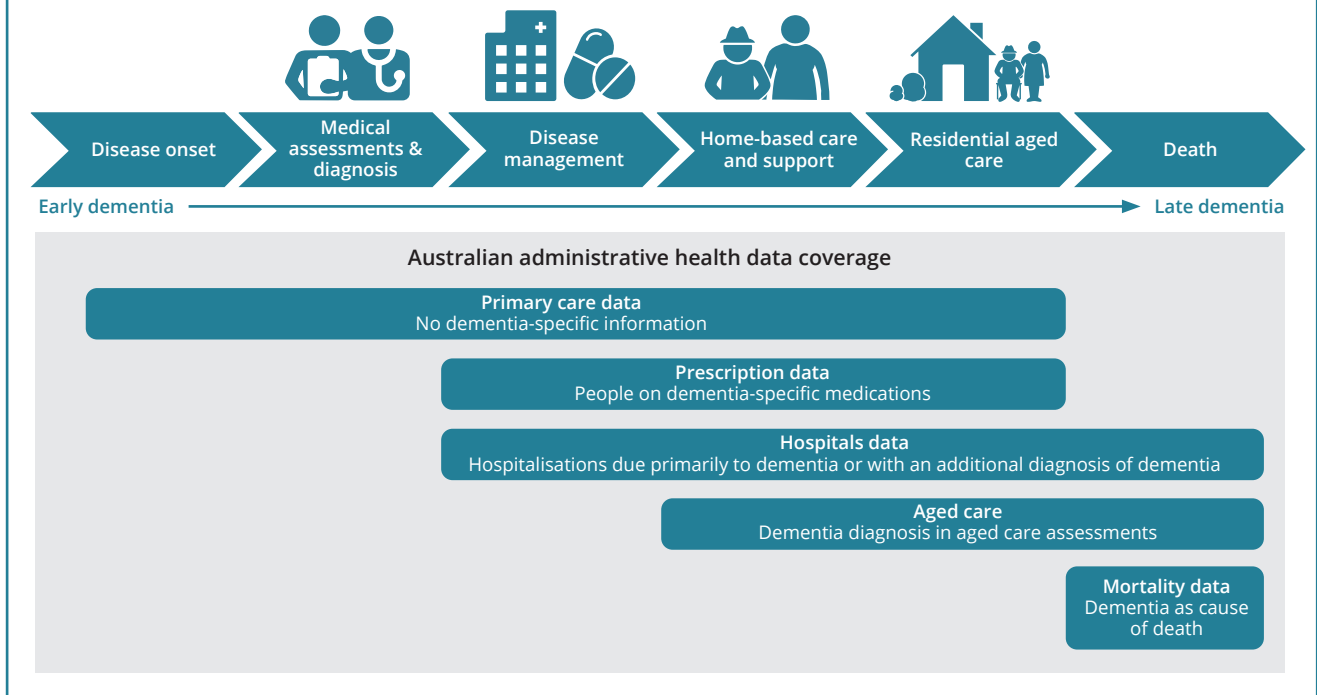 Disease onset
Medical
assessments &
diagnosis
Disease
management
Home-based care
and support
Residential aged
care
Death
Early dementia
Late dementia
Australian administrative health data coverage
Primary care data
No dementia-specific information
Prescription data
People on dementia-specific medications
Hospitals data
Hospitalisations due primarily to dementia or with an additional diagnosis of dementia
Aged care
Dementia diagnosis in aged care assessments
Mortality data
Dementia as cause
of death